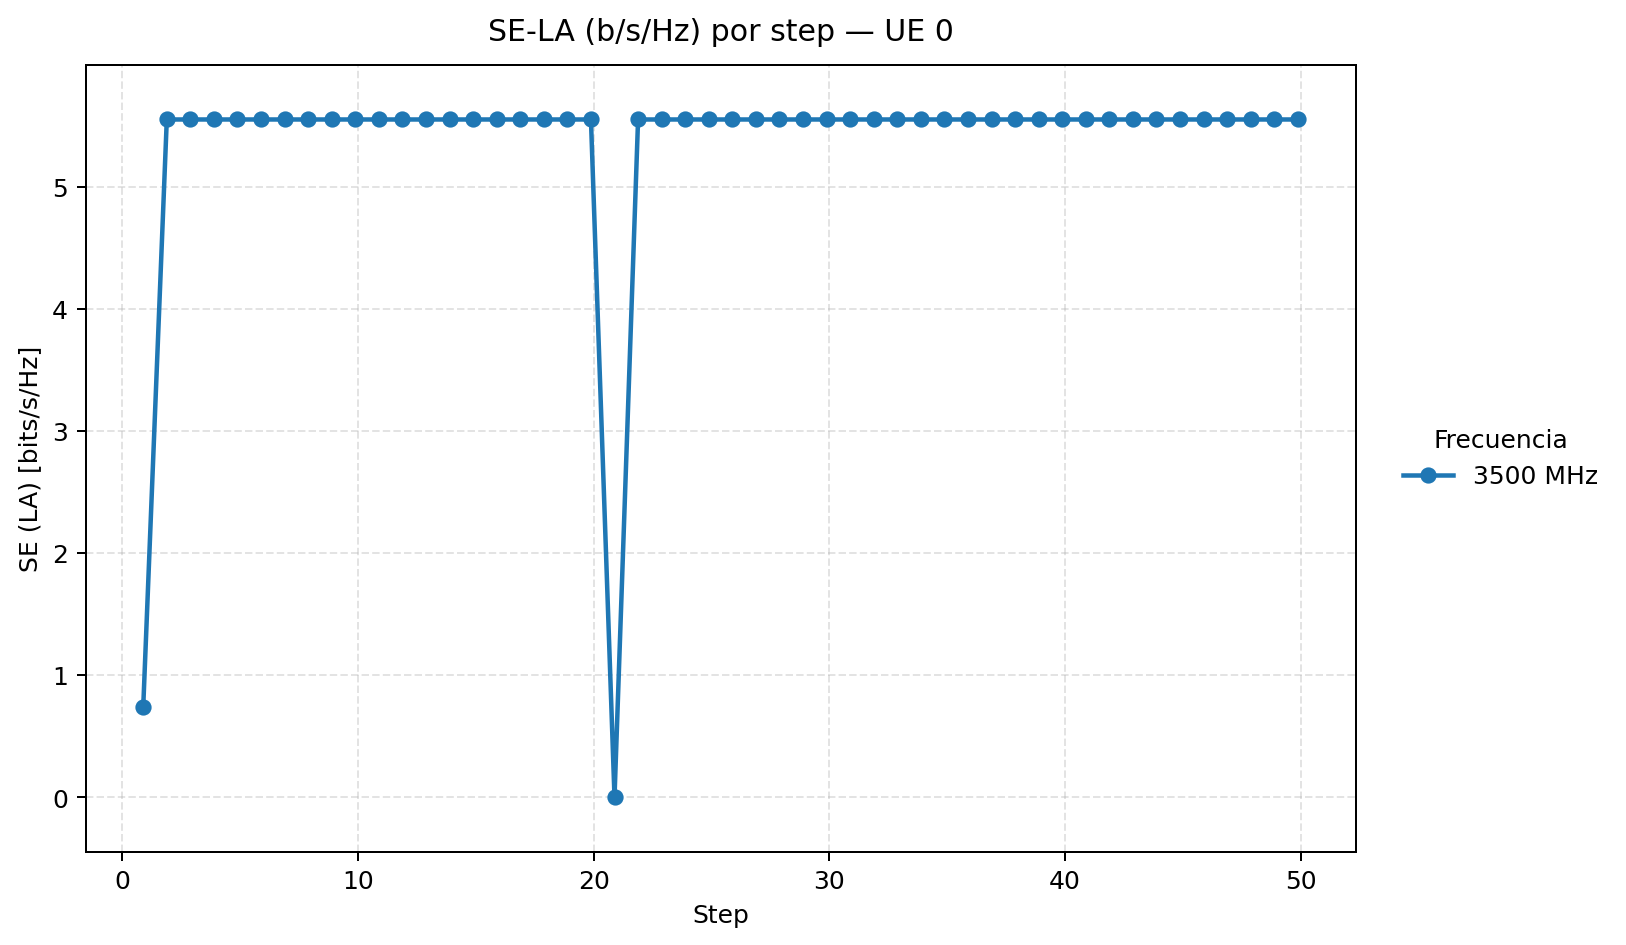 SE-LA (b/s/Hz) por step — UE 0
SE (LA) [bits/s/Hz]
5
4
3
2
1
0
0 10 20 30 40 50
Step
Frecuencia
3500 MHz